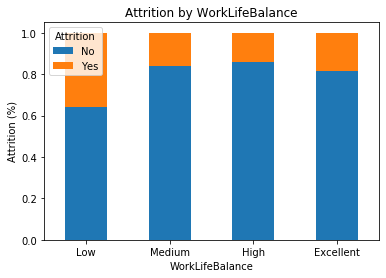 Attrition by WorkLifeBalance
Attrition
No
Yes
Attrition (%)
1.0
0.8
0.6
0.4
0.2
0.0
Low Medium High Excellent
WorkLifeBalance